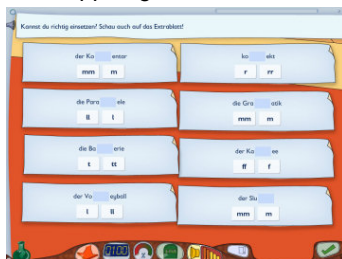 Kannst du richtig einsetzen? Schau auch auf das Extrablatt!
der Ko entar
mm m
ko ekt
r rr
die Para ele
ll l
die Gra atik
mm m
die Ba erie
t tt
der Ka ee
ff f
der Vo eyball
l ll
der Slu
mm m
01:00